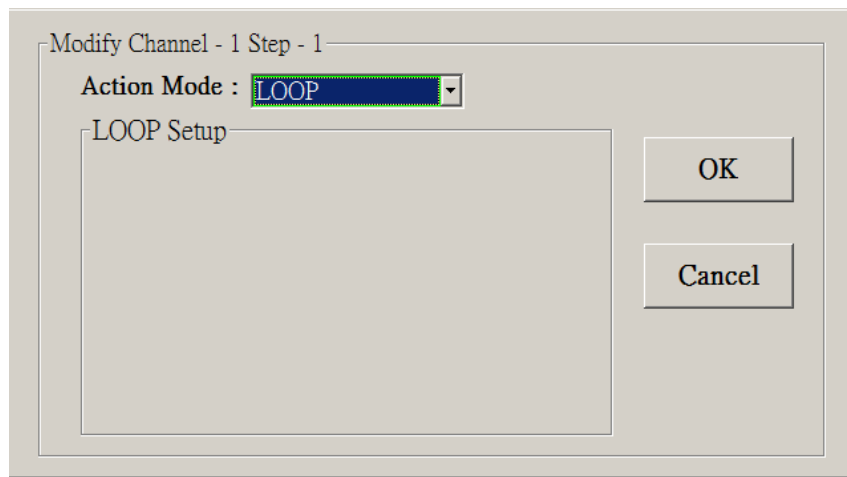 Modify Channel - 1 Step - 1
Action Mode : LOOP
LOOP Setup
OK
Cancel